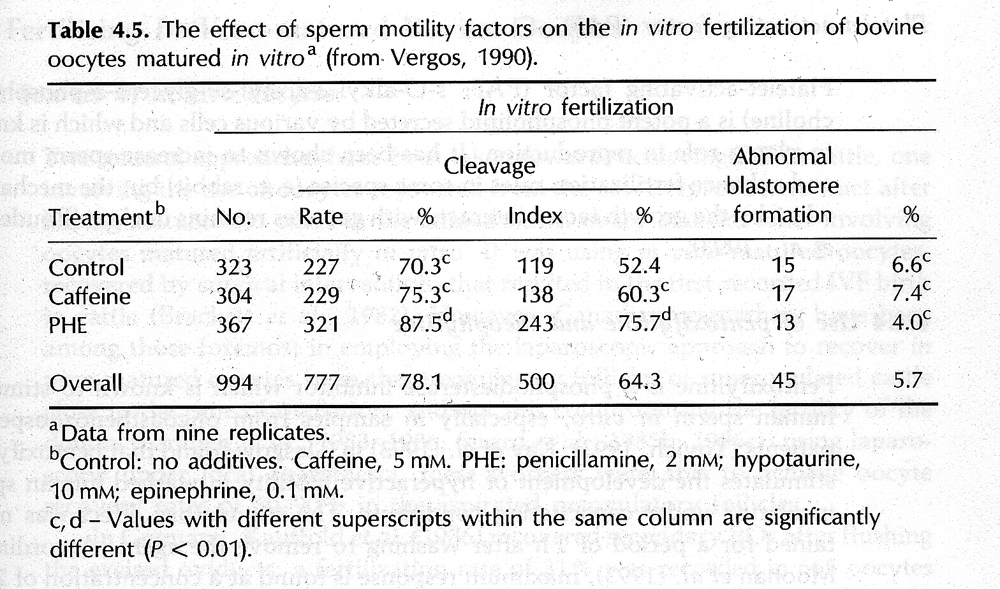 Table 4.5. The effect of sperm motility factors on the in vitro fertilization of bovine
oocytes matured in vitroᵃ (from Vergos, 1990).
In vitro fertilization
Cleavage
Abnormal
blastomere
formation
Treatmentᵇ No. Rate % Index % %
Control 323 227 70.3ᶜ 119 52.4 15 6.6ᶜ
Caffeine 304 229 75.3ᶜ 138 60.3ᶜ 17 7.4ᶜ
PHE 367 321 87.5ᵈ 243 75.7ᵈ 13 4.0ᶜ
Overall 994 777 78.1 500 64.3 45 5.7
ᵃData from nine replicates.
ᵇControl: no additives. Caffeine, 5 mM. PHE: penicillamine, 2 mM; hypotaurine,
10 mM; epinephrine, 0.1 mM.
c, d – Values with different superscripts within the same column are significantly
different (P < 0.01).